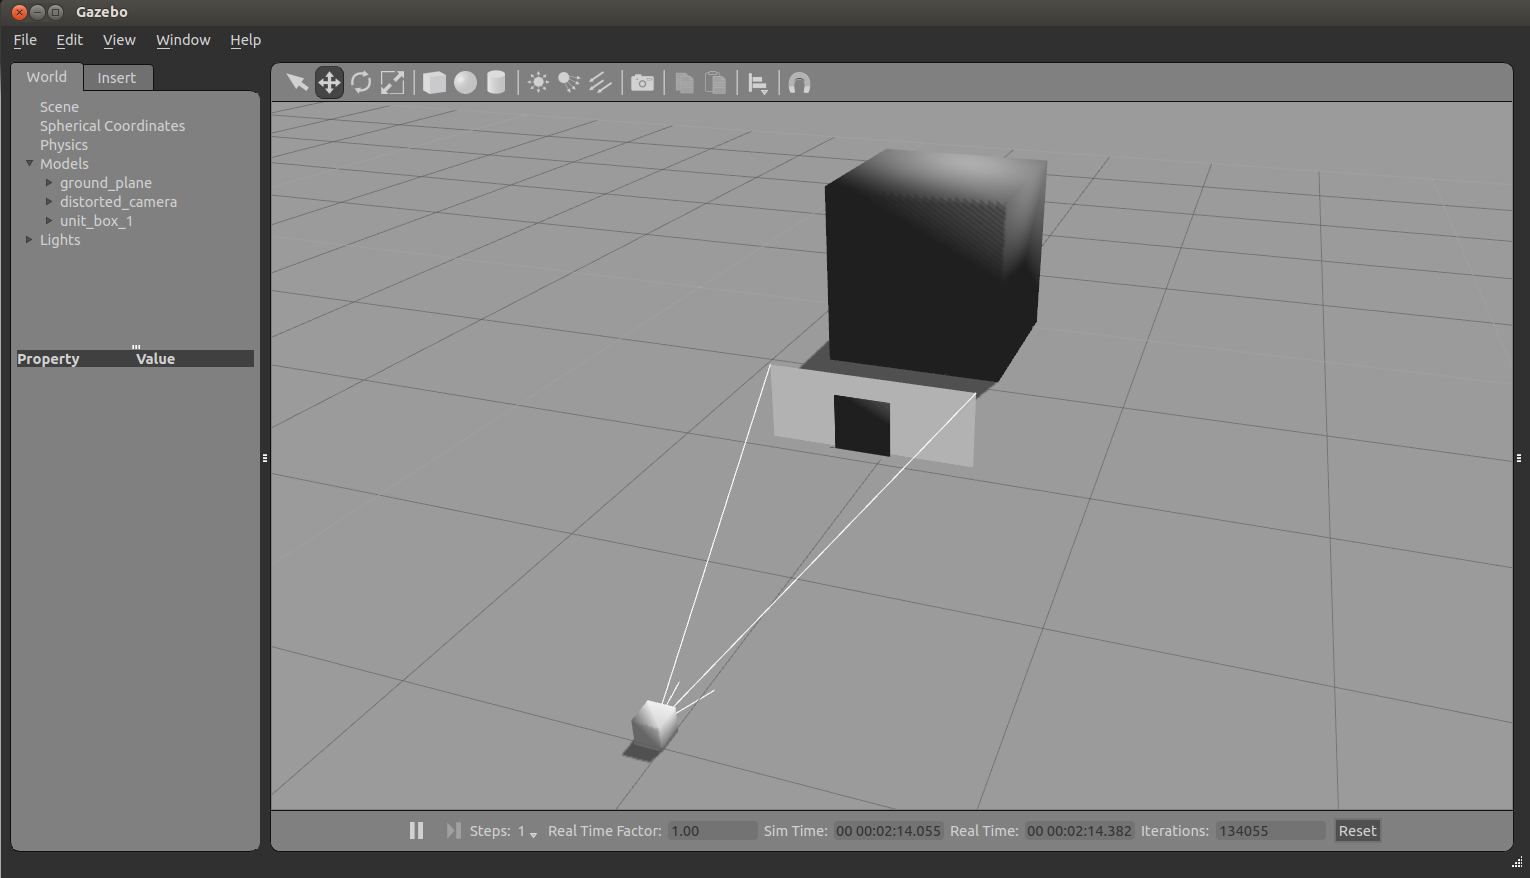 Gazebo
File Edit View Window Help
World Insert
Scene
Spherical Coordinates
Physics
Models
ground_plane
distorted_camera
unit_box_1
Lights
Property Value
Steps: 1 Real Time Factor: 1.00 Sim Time: 00 00:02:14.055 Real Time: 00 00:02:14.382 Iterations: 134055 Reset